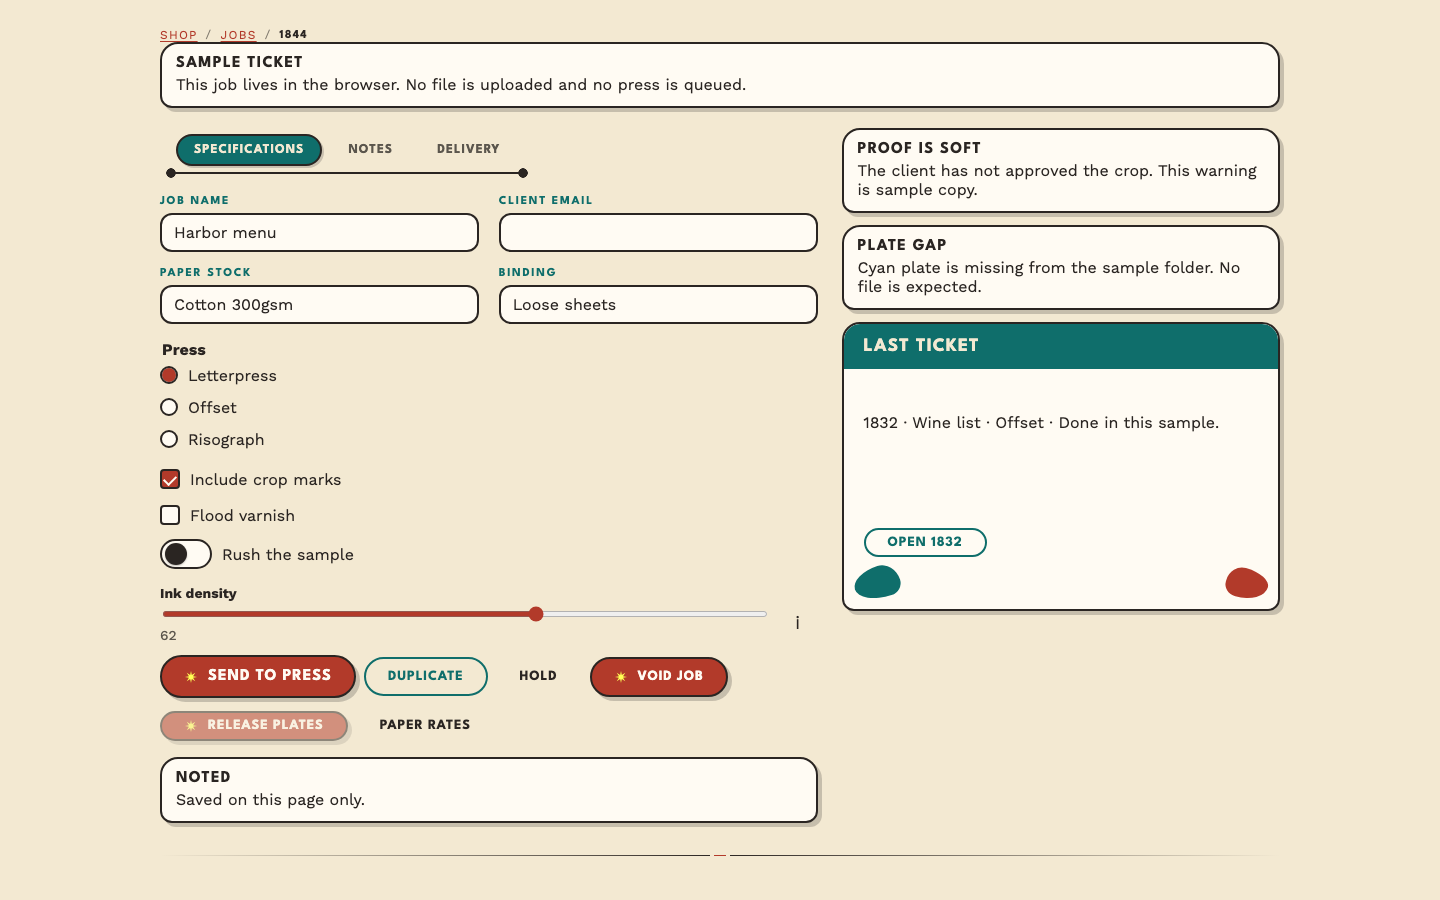 SHOP / JOBS / 1844
SAMPLE TICKET
This job lives in the browser. No file is uploaded and no press is queued.
SPECIFICATIONS NOTES DELIVERY
JOB NAME CLIENT EMAIL
Harbor menu
PAPER STOCK BINDING
Cotton 300gsm Loose sheets
Press
Letterpress
Offset
Risograph
Include crop marks
Flood varnish
Rush the sample
Ink density
i
62
SEND TO PRESS DUPLICATE HOLD VOID JOB
RELEASE PLATES PAPER RATES
NOTED
Saved on this page only.
PROOF IS SOFT
The client has not approved the crop. This warning
is sample copy.
PLATE GAP
Cyan plate is missing from the sample folder. No
file is expected.
LAST TICKET
1832 · Wine list · Offset · Done in this sample.
OPEN 1832